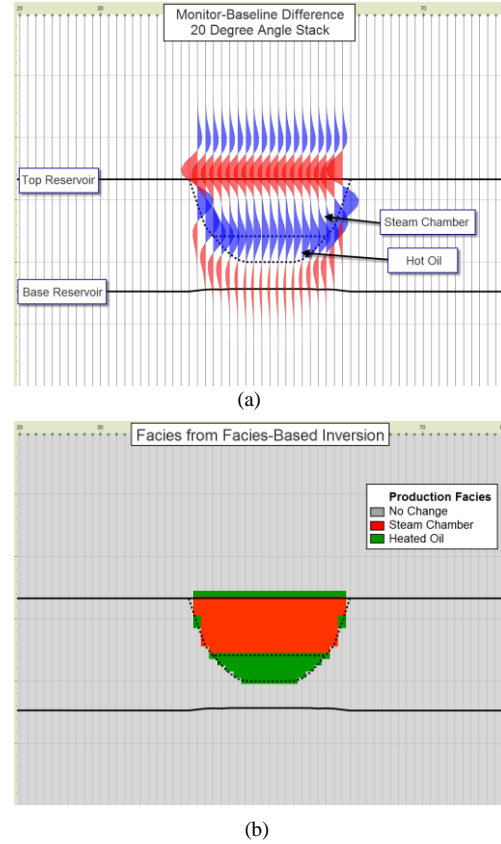 Monitor-Baseline Difference
20 Degree Angle Stack
20
70
Top Reservoir
Steam Chamber
Hot Oil
Base Reservoir
(a)
20
30
Facies from Facies-Based Inversion
70
Production Facies
No Change
Steam Chamber
Heated Oil
(b)